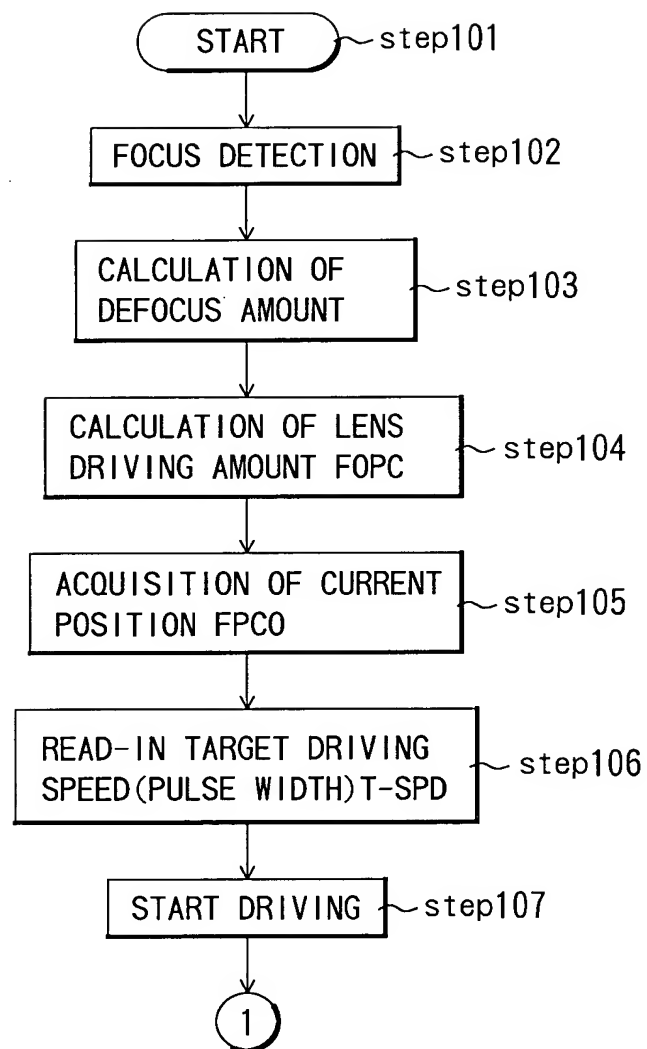 START step101
FOCUS DETECTION step102
CALCULATION OF
DEFOCUS AMOUNT step103
CALCULATION OF LENS
DRIVING AMOUNT FOPC step104
ACQUISITION OF CURRENT
POSITION FPCO step105
READ-IN TARGET DRIVING
SPEED(PULSE WIDTH)T-SPD step106
START DRIVING step107
1